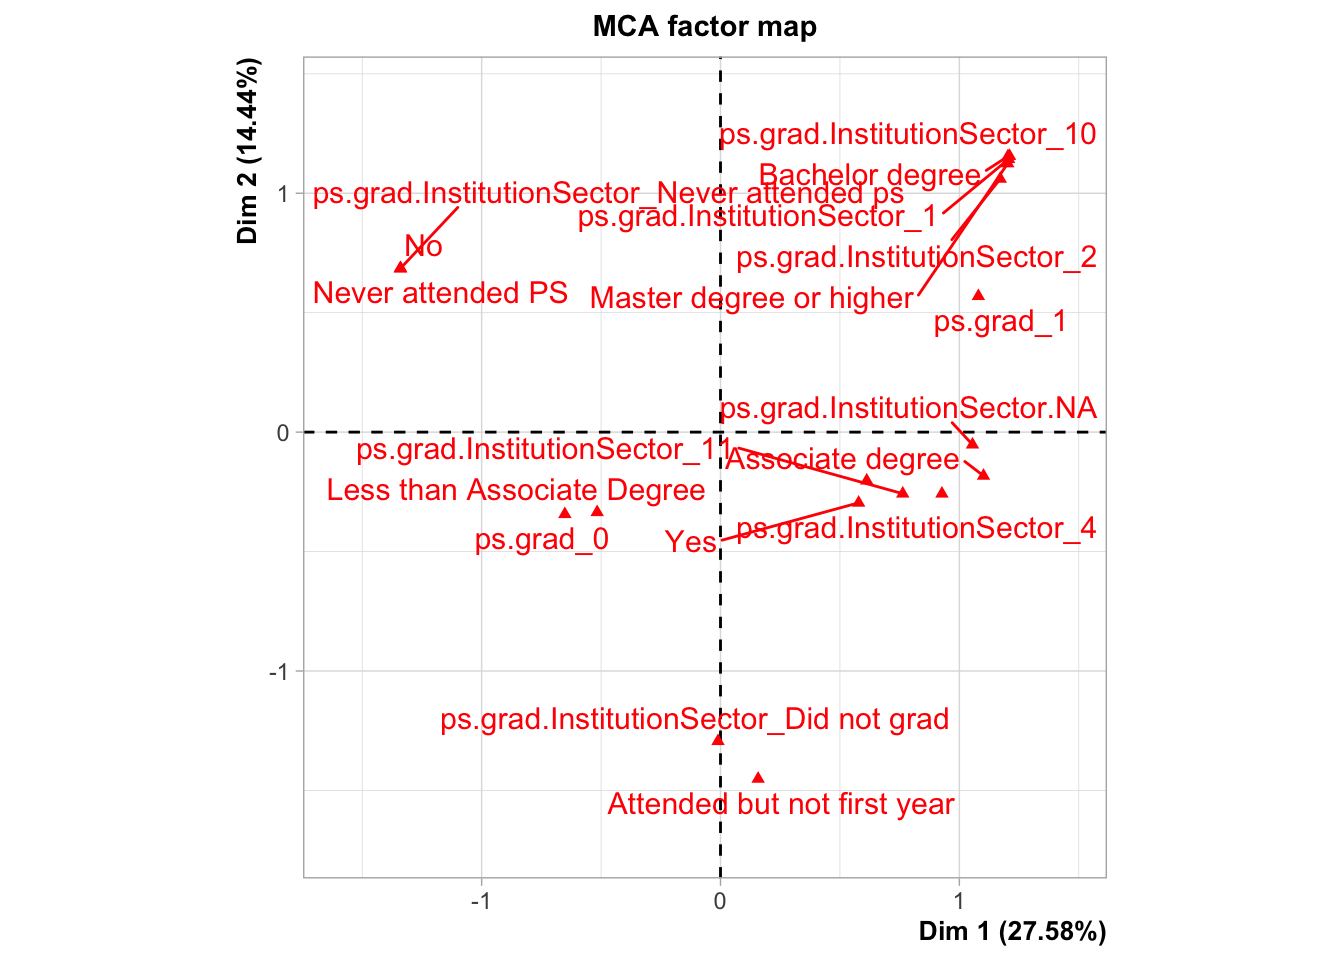 MCA factor map
Dim 2 (14.44%)
ps.grad.InstitutionSector_10
Bachelor degree
ps.grad.InstitutionSector_Never attended ps
ps.grad.InstitutionSector_1
No
ps.grad.InstitutionSector_2
Never attended PS
Master degree or higher
ps.grad_1
ps.grad.InstitutionSector.NA
ps.grad.InstitutionSector_11
Associate degree
Less than Associate Degree
ps.grad.InstitutionSector_4
ps.grad_0
Yes
ps.grad.InstitutionSector_Did not grad
Attended but not first year
1
0
-1
-1
0
1
Dim 1 (27.58%)